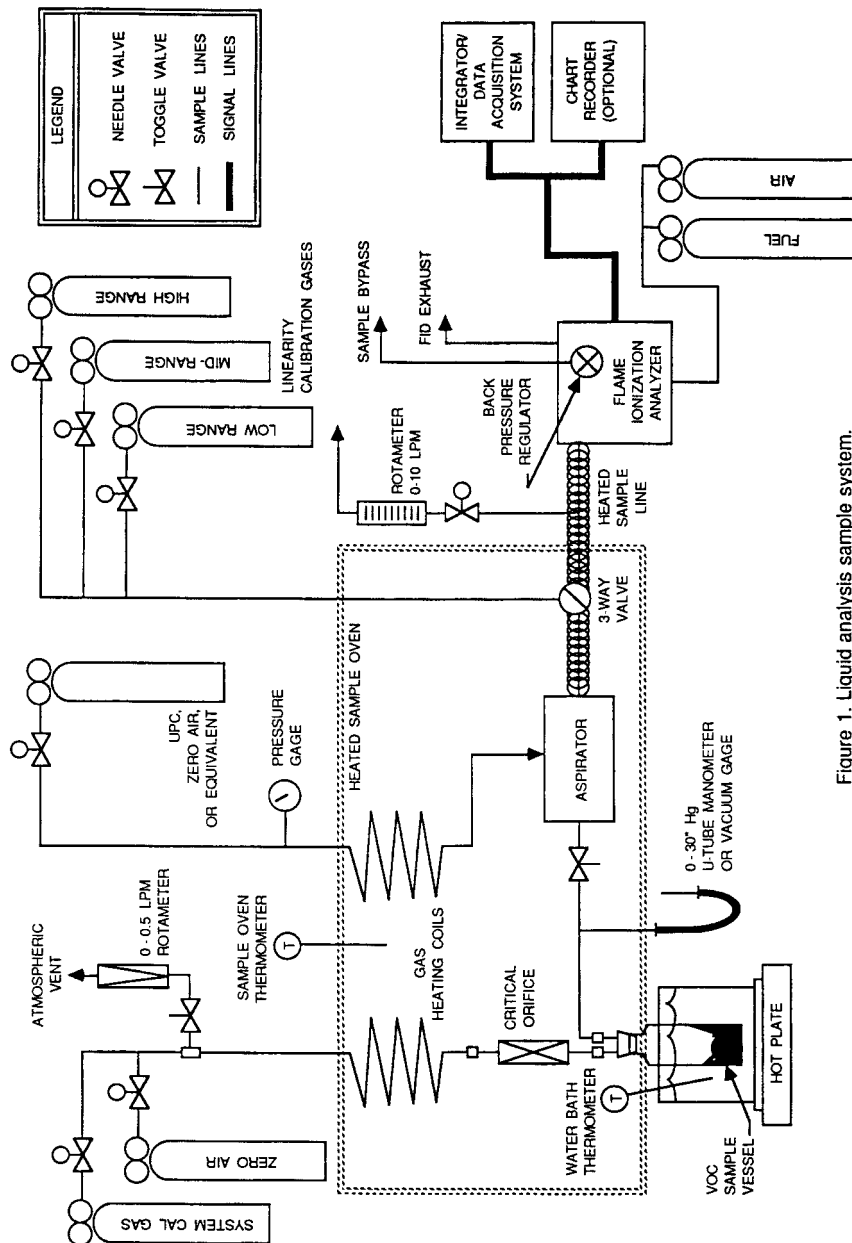 LEGEND
NEEDLE VALVE
TOGGLE VALVE
SAMPLE LINES
SIGNAL LINES
HIGH RANGE
MID-RANGE
LOW RANGE
LINEARITY
CALIBRATION GASES
INTEGRATOR/
DATA
ACQUISITION
SYSTEM
CHART
RECORDER
(OPTIONAL)
AIR
FUEL
SAMPLE BYPASS
FID EXHAUST
BACK
PRESSURE
REGULATOR
FLAME
IONIZATION
ANALYZER
ROTAMETER
0-10 LPM
HEATED
SAMPLE
LINE
3-WAY
VALVE
UPC,
ZERO AIR,
OR EQUIVALENT
PRESSURE
GAGE
HEATED SAMPLE OVEN
ASPIRATOR
0-30" Hg
U-TUBE MANOMETER
OR VACUUM GAGE
ATMOSPHERIC
VENT
0-0.5 LPM
ROTAMETER
SAMPLE OVEN
THERMOMETER
T
GAS
HEATING COILS
CRITICAL
ORIFICE
SYSTEM CAL GAS
ZERO AIR
WATER BATH
THERMOMETER
T
VOC
SAMPLE
VESSEL
HOT PLATE
Figure 1. Liquid analysis sample system.